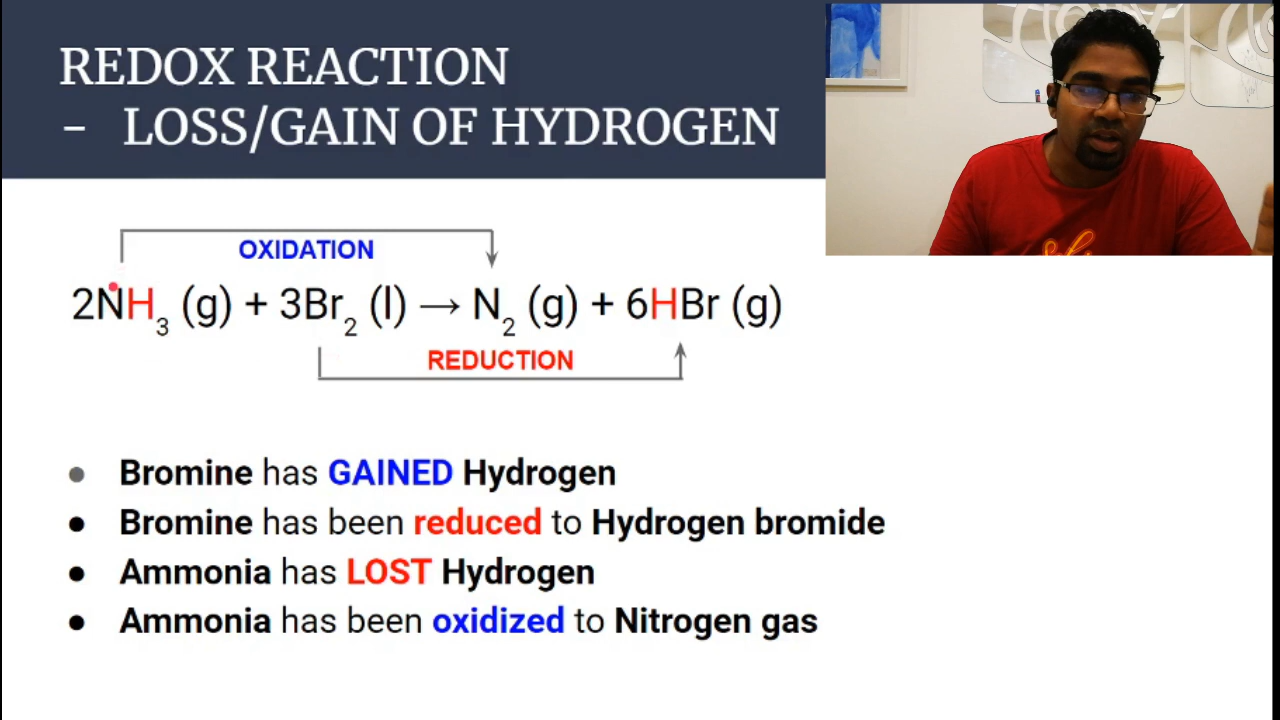 REDOX REACTION
- LOSS/GAIN OF HYDROGEN
OXIDATION
2NH₃ (g) + 3Br₂ (l) → N₂ (g) + 6HBr (g)
REDUCTION
● Bromine has GAINED Hydrogen
● Bromine has been reduced to Hydrogen bromide
● Ammonia has LOST Hydrogen
● Ammonia has been oxidized to Nitrogen gas